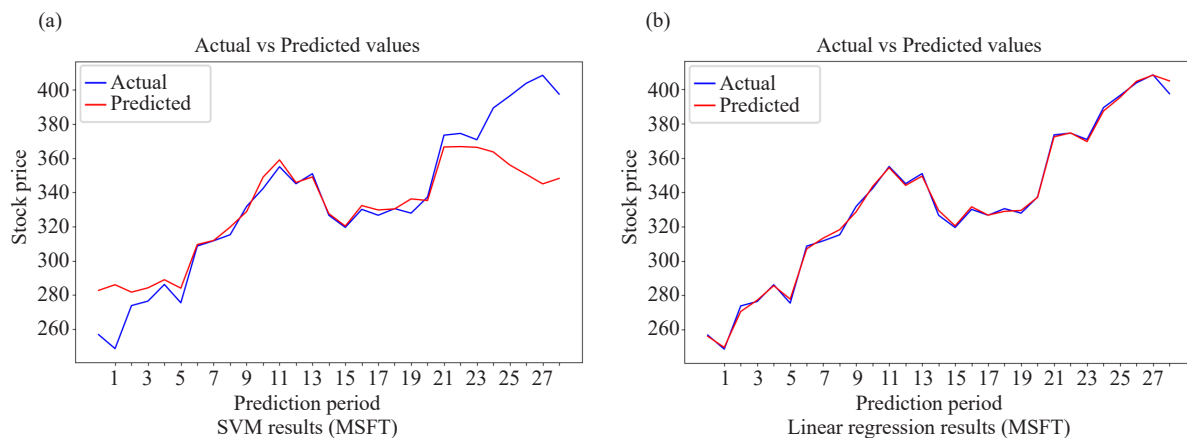 (a)
Actual vs Predicted values
Actual
Predicted
Stock price
400
380
360
340
320
300
280
260
1 3 5 7 9 11 13 15 17 19 21 23 25 27
Prediction period
SVM results (MSFT)
(b)
Actual vs Predicted values
Actual
Predicted
Stock price
400
380
360
340
320
300
280
260
1 3 5 7 9 11 13 15 17 19 21 23 25 27
Prediction period
Linear regression results (MSFT)